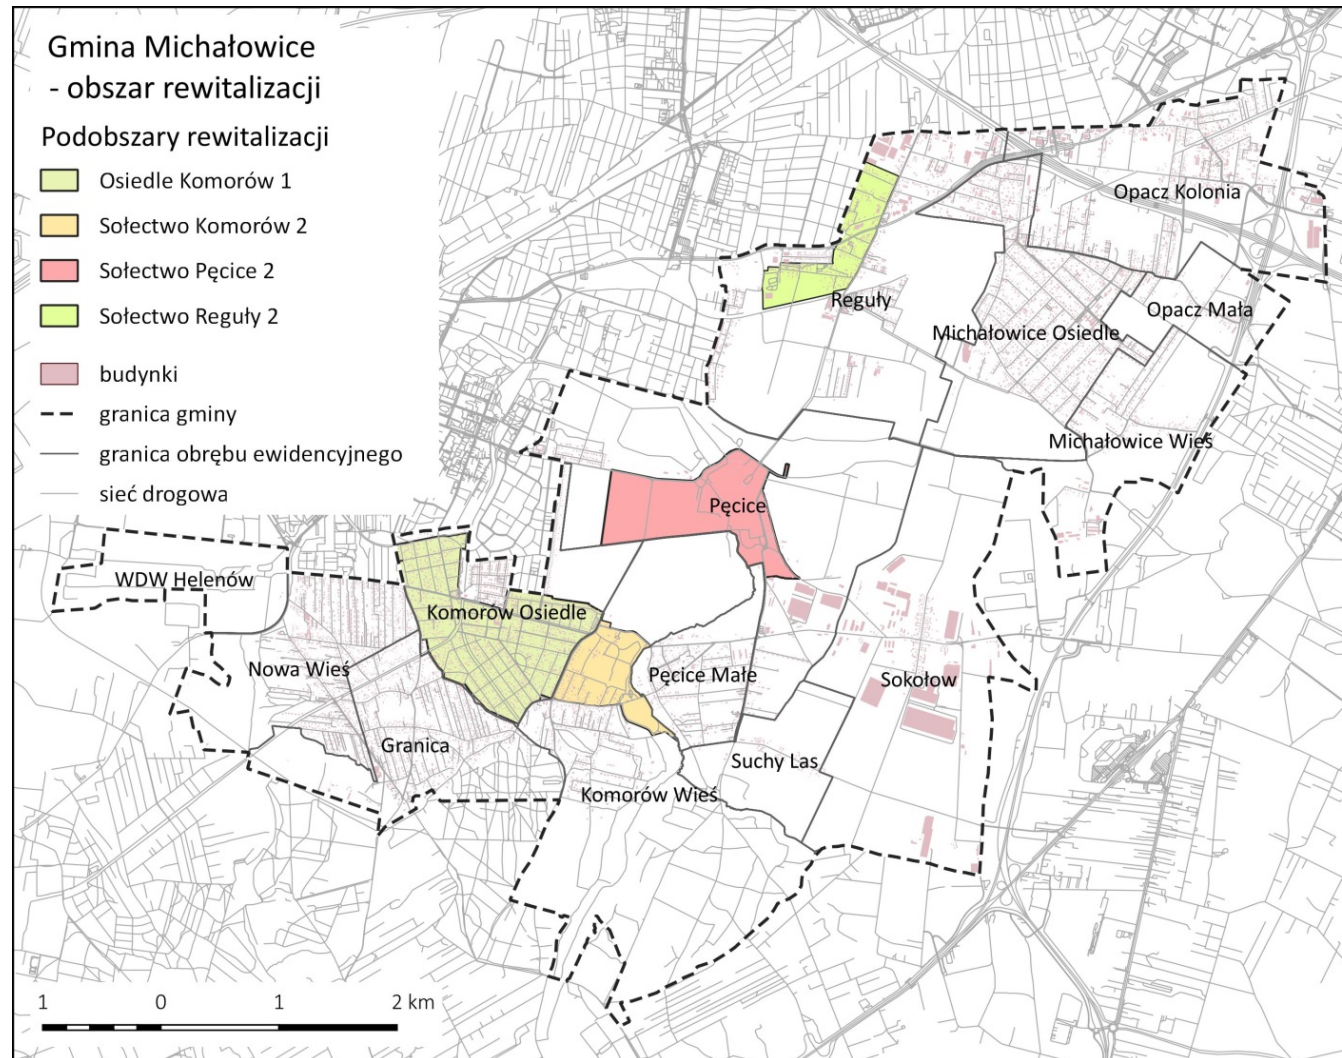 Gmina Michałowice
- obszar rewitalizacji
Podobszary rewitalizacji
Osiedle Komorów 1
Sołectwo Komorów 2
Sołectwo Pęcice 2
Sołectwo Reguły 2
budynki
granica gminy
granica obrębu ewidencyjnego
sieć drogowa
Opacz Kolonia
Reguły
Opacz Mała
Michałowice Osiedle
Michałowice Wieś
Pęcice
WDW Helenów
Komorów Osiedle
Nowa Wieś
Pęcice Małe
Sokołow
Granica
Suchy Las
Komorów Wieś
1 0 1 2 km